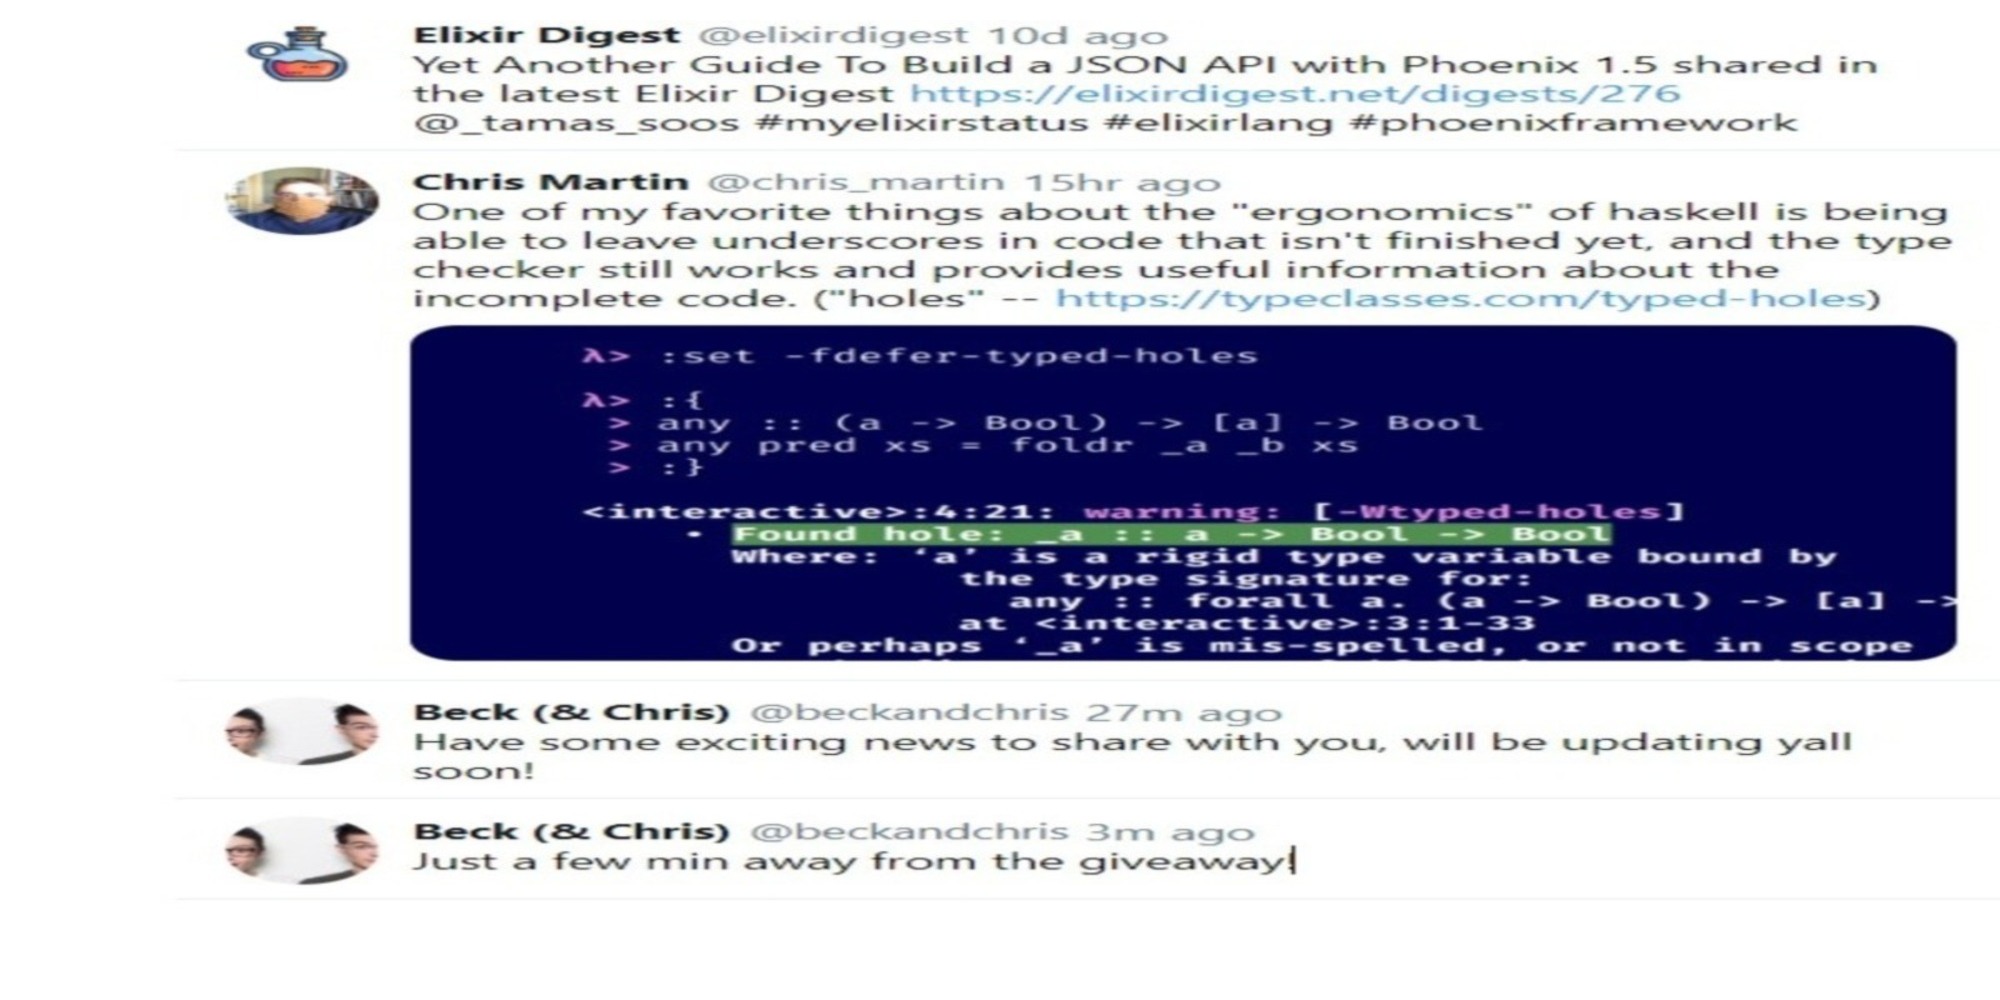 Elixir Digest @elixirdigest 10d ago
Yet Another Guide To Build a JSON API with Phoenix 1.5 shared in
the latest Elixir Digest https://elixirdigest.net/digests/276
@_tamas_soos #myelixirstatus #elixirlang #phoenixframework
Chris Martin @chris_martin 15hr ago
One of my favorite things about the "ergonomics" of haskell is being
able to leave underscores in code that isn't finished yet, and the type
checker still works and provides useful information about the
incomplete code. ("holes" -- https://typeclasses.com/typed-holes)
λ> :set -fdefer-typed-holes
λ> :{
> any :: (a -> Bool) -> [a] -> Bool
> any pred xs = foldr _a _b xs
> :}
<interactive>:4:21: warning: [-Wtyped-holes]
• Found hole: _a :: a -> Bool -> Bool
Where: ‘a’ is a rigid type variable bound by
the type signature for:
any :: forall a. (a -> Bool) -> [a] ->
at <interactive>:3:1-33
Or perhaps ‘_a’ is mis-spelled, or not in scope
Beck (& Chris) @beckandchris 27m ago
Have some exciting news to share with you, will be updating yall
soon!
Beck (& Chris) @beckandchris 3m ago
Just a few min away from the giveaway!